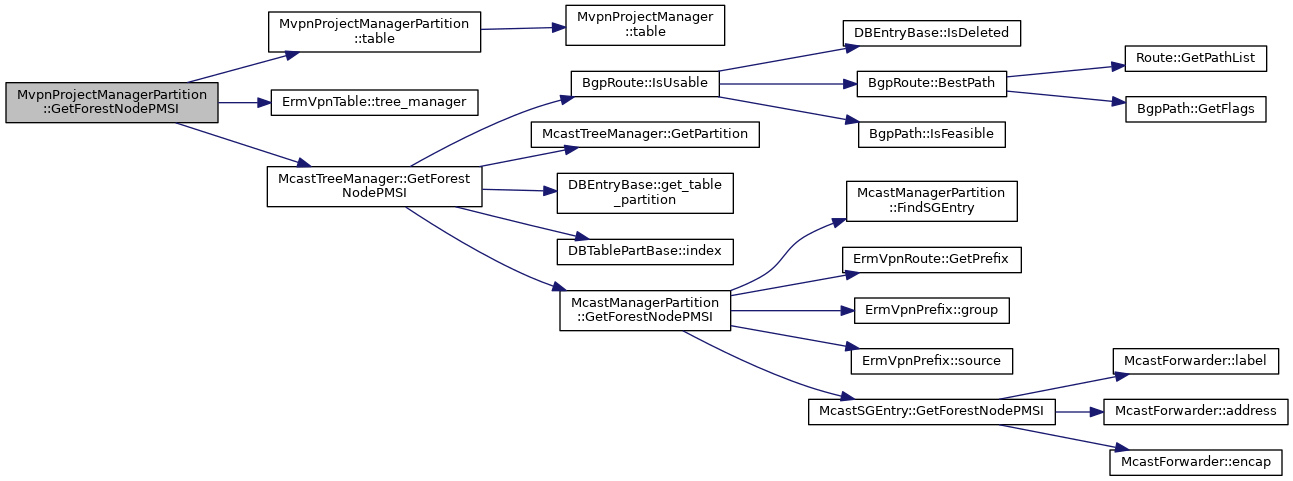 MvpnProjectManagerPartition
::GetForestNodePMSI
MvpnProjectManagerPartition
::table
MvpnProjectManager
::table
ErmVpnTable::tree_manager
McastTreeManager::GetForest
NodePMSI
BgpRoute::IsUsable
DBEntryBase::IsDeleted
BgpRoute::BestPath
Route::GetPathList
BgpPath::GetFlags
BgpPath::IsFeasible
McastTreeManager::GetPartition
DBEntryBase::get_table
_partition
DBTablePartBase::index
McastManagerPartition
::GetForestNodePMSI
McastManagerPartition
::FindSGEntry
ErmVpnRoute::GetPrefix
ErmVpnPrefix::group
ErmVpnPrefix::source
McastSGEntry::GetForestNodePMSI
McastForwarder::label
McastForwarder::address
McastForwarder::encap